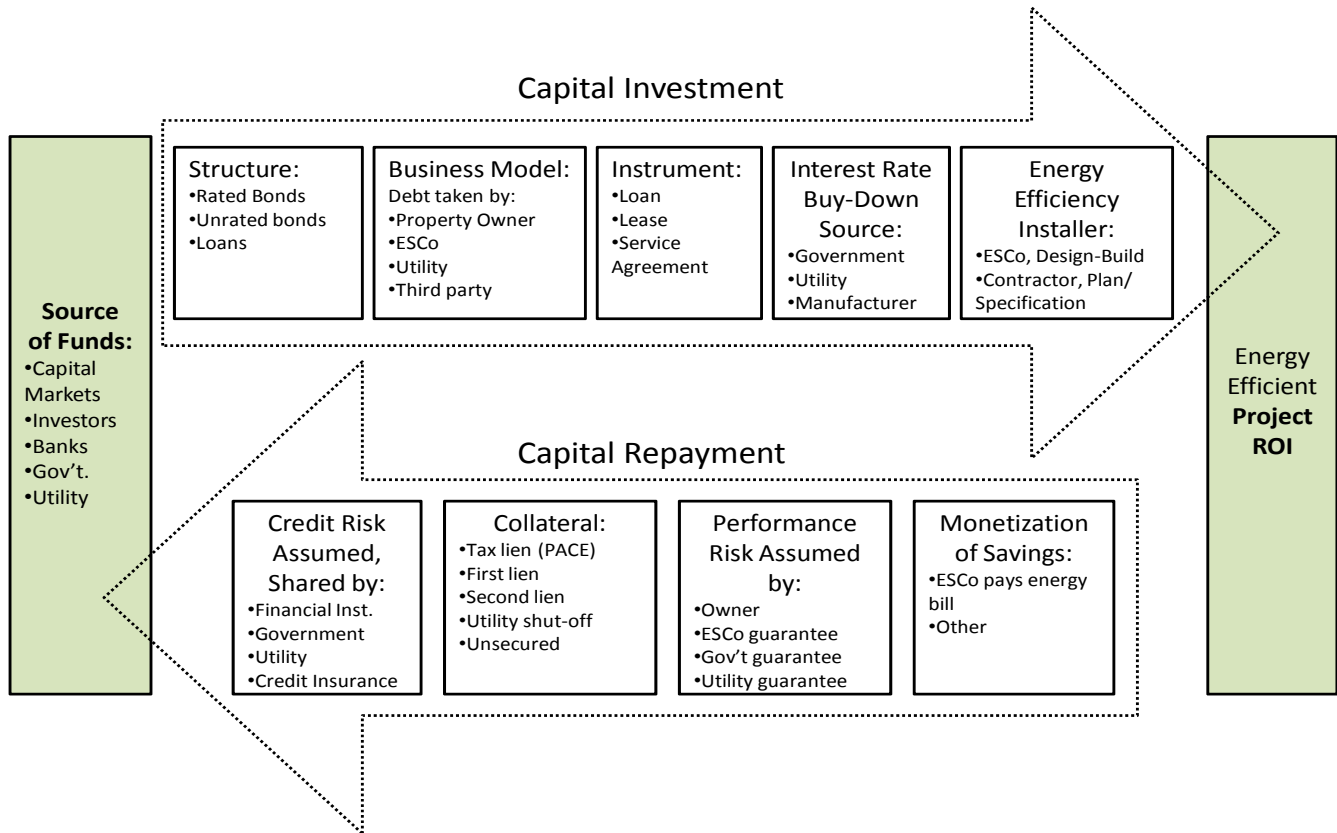 Capital Investment
Source
of Funds:
•Capital
Markets
•Investors
•Banks
•Gov’t.
•Utility
Structure:
•Rated Bonds
•Unrated bonds
•Loans
Business Model:
Debt taken by:
•Property Owner
•ESCo
•Utility
•Third party
Instrument:
•Loan
•Lease
•Service
Agreement
Interest Rate
Buy-Down
Source:
•Government
•Utility
•Manufacturer
Energy
Efficiency
Installer:
•ESCo, Design-Build
•Contractor, Plan/
Specification
Energy
Efficient
Project
ROI
Capital Repayment
Credit Risk
Assumed,
Shared by:
•Financial Inst.
•Government
•Utility
•Credit Insurance
Collateral:
•Tax lien (PACE)
•First lien
•Second lien
•Utility shut-off
•Unsecured
Performance
Risk Assumed
by:
•Owner
•ESCo guarantee
•Gov’t guarantee
•Utility guarantee
Monetization
of Savings:
•ESCo pays energy
bill
•Other